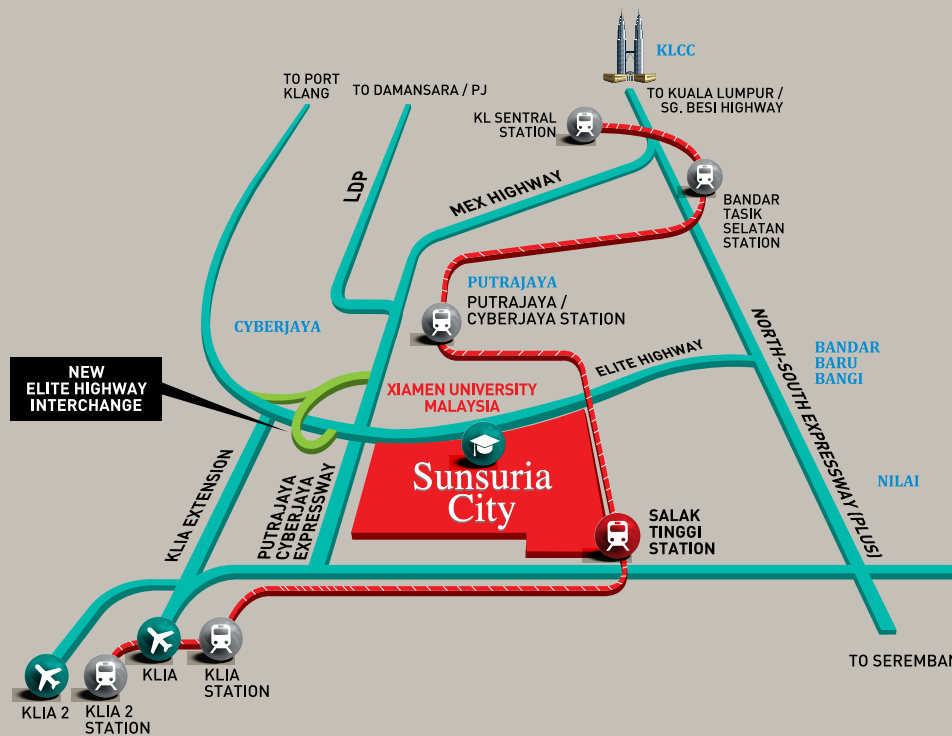 KLCC
TO PORT
KLANG
TO DAMANSARA / PJ
TO KUALA LUMPUR /
SG. BESI HIGHWAY
KL SENTRAL
STATION
LDP
MEX HIGHWAY
BANDAR
TASIK
SELATAN
STATION
PUTRAJAYA
PUTRAJAYA /
CYBERJAYA STATION
CYBERJAYA
NORTH-SOUTH EXPRESSWAY (PLUS)
BANDAR
BARU
BANGI
NEW
ELITE HIGHWAY
INTERCHANGE
ELITE HIGHWAY
XIAMEN UNIVERSITY
MALAYSIA
Sunsuria
City
NILAI
KLIA EXTENSION
PUTRAJAYA
CYBERJAYA
EXPRESSWAY
SALAK
TINGGI
STATION
TO SEREMBAN
KLIA
KLIA
STATION
KLIA 2
KLIA 2
STATION